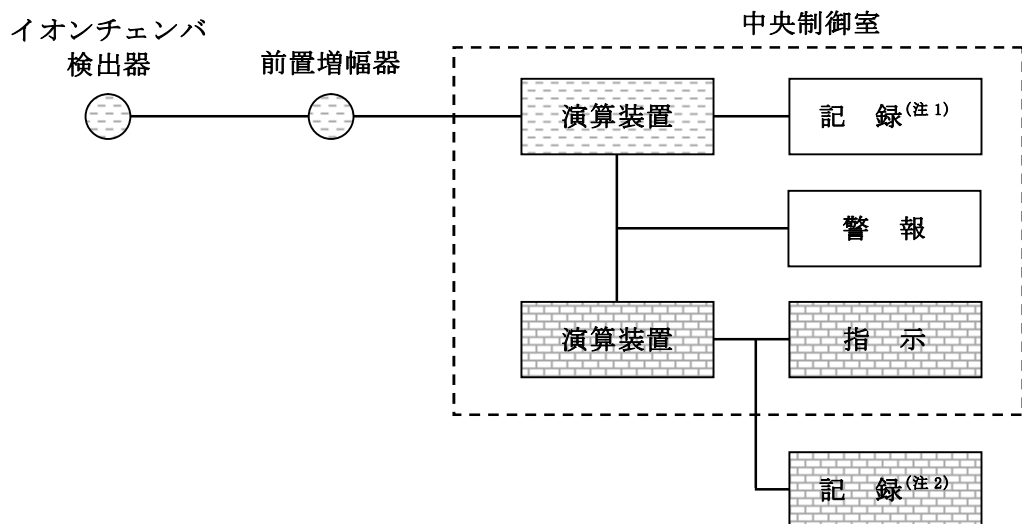 中央制御室
イオンチェンバ
検出器
前置増幅器
演算装置
記 録(注1)
警 報
演算装置
指 示
記 録(注2)